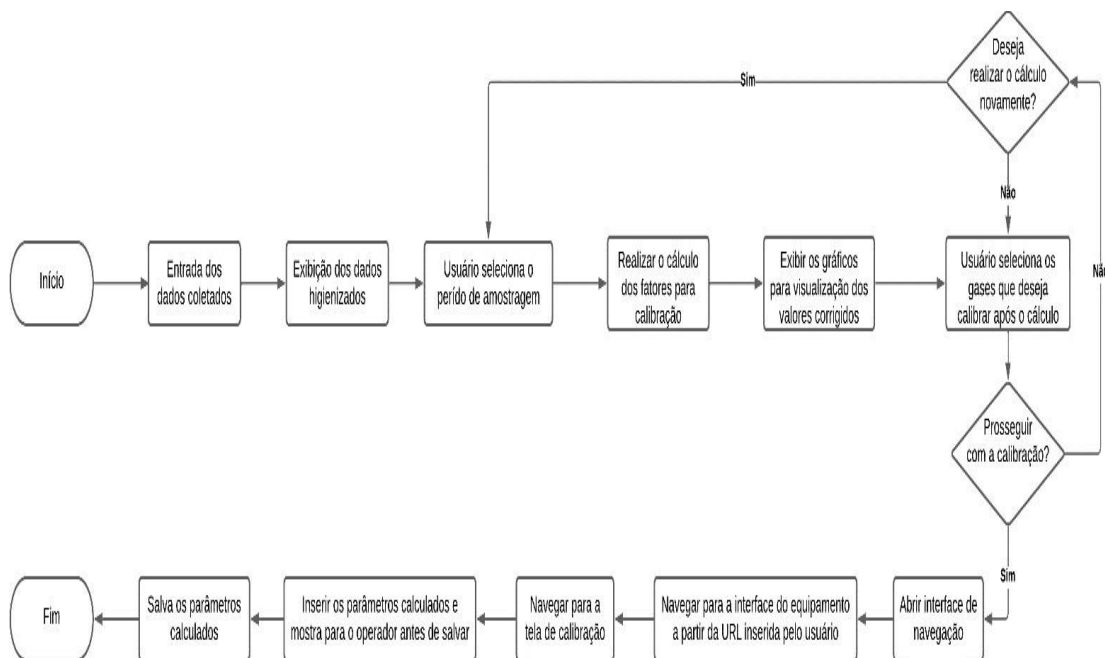 Deseja
realizar o cálculo
novamente?
Sim
Não
Início
Entrada dos
dados coletados
Exibição dos dados
higienizados
Usuário seleciona o
perído de amostragem
Realizar o cálculo
dos fatores para
calibração
Exibir os gráficos
para visualização dos
valores corrigidos
Usuário seleciona os
gases que deseja
calibrar após o cálculo
Não
Prosseguir
com a calibração?
Sim
Fim
Salva os parâmetros
calculados
Inserir os parâmetros calculados e
mostra para o operador antes de salvar
Navegar para a
tela de calibração
Navegar para a interface do equipamento
a partir da URL inserida pelo usuário
Abrir interface de
navegação